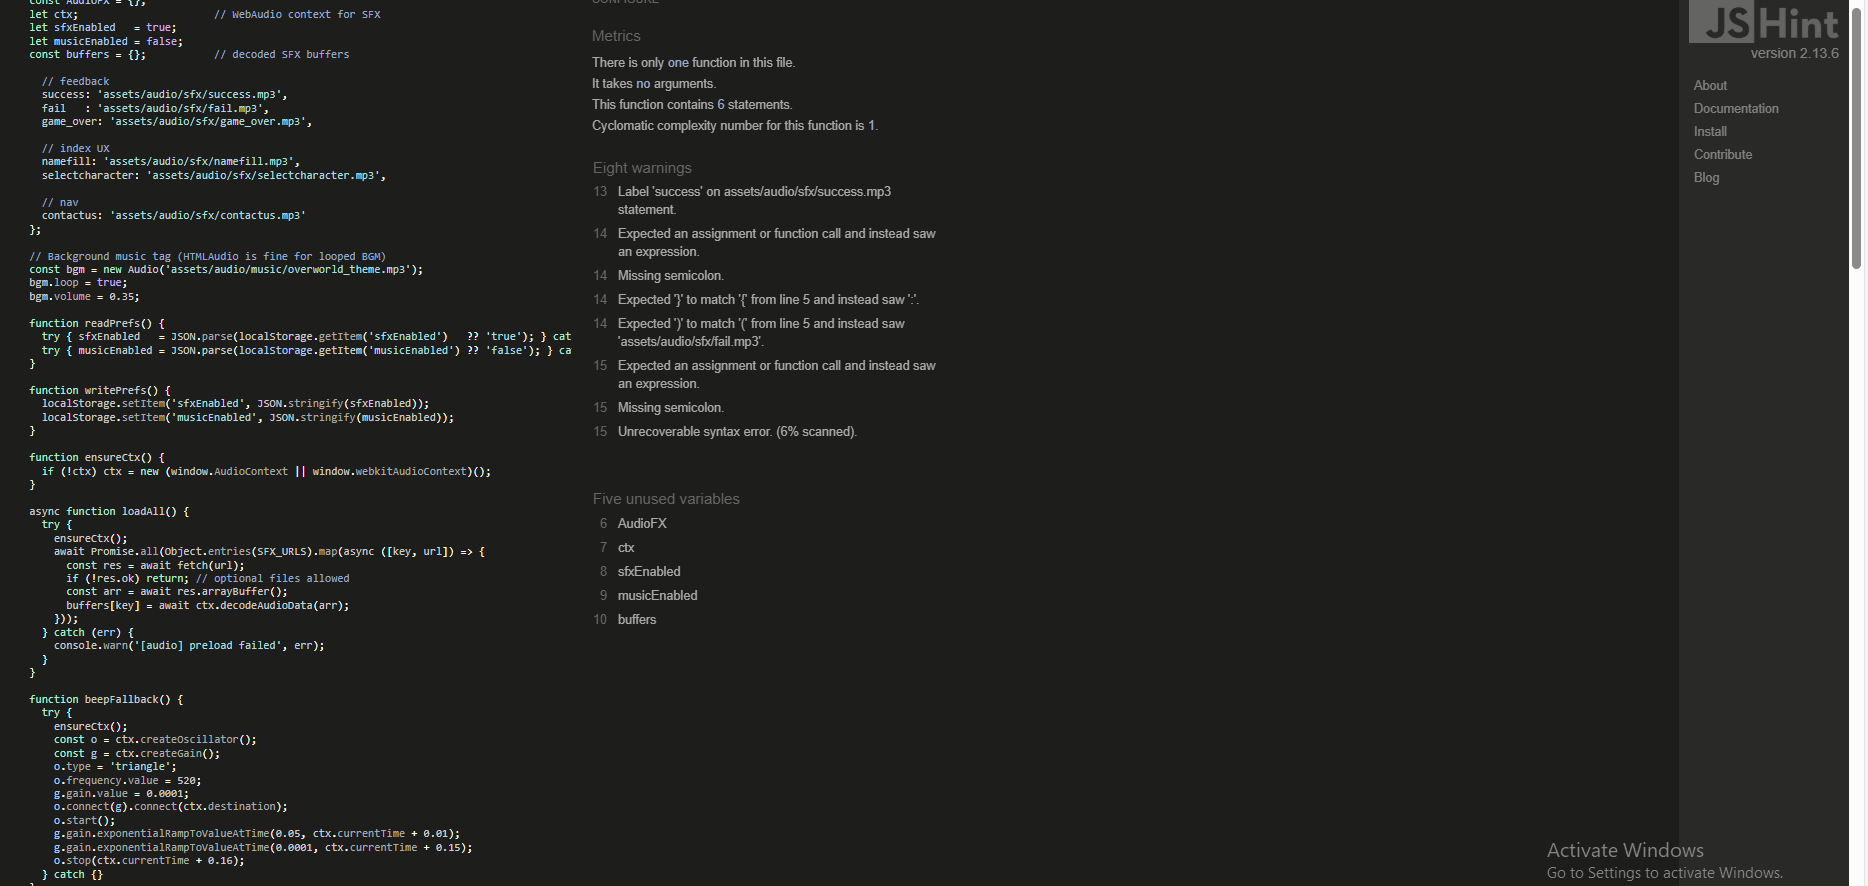 const AudioFX = {};
let ctx;                      // WebAudio context for SFX
let sfxEnabled   = true;
let musicEnabled = false;
const buffers = {};           // decoded SFX buffers
// feedback
success: 'assets/audio/sfx/success.mp3',
fail   : 'assets/audio/sfx/fail.mp3',
game_over: 'assets/audio/sfx/game_over.mp3',
// index UX
namefill: 'assets/audio/sfx/namefill.mp3',
selectcharacter: 'assets/audio/sfx/selectcharacter.mp3',
// nav
contactus: 'assets/audio/sfx/contactus.mp3'
};
// Background music tag (HTMLAudio is fine for looped BGM)
const bgm = new Audio('assets/audio/music/overworld_theme.mp3');
bgm.loop = true;
bgm.volume = 0.35;
function readPrefs() {
try { sfxEnabled   = JSON.parse(localStorage.getItem('sfxEnabled')   ?? 'true'); } cat
try { musicEnabled = JSON.parse(localStorage.getItem('musicEnabled') ?? 'false'); } ca
}
function writePrefs() {
localStorage.setItem('sfxEnabled', JSON.stringify(sfxEnabled));
localStorage.setItem('musicEnabled', JSON.stringify(musicEnabled));
}
function ensureCtx() {
if (!ctx) ctx = new (window.AudioContext || window.webkitAudioContext)();
}
async function loadAll() {
try {
ensureCtx();
await Promise.all(Object.entries(SFX_URLS).map(async ([key, url]) => {
const res = await fetch(url);
if (!res.ok) return; // optional files allowed
const arr = await res.arrayBuffer();
buffers[key] = await ctx.decodeAudioData(arr);
}));
} catch (err) {
console.warn('[audio] preload failed', err);
}
}
function beepFallback() {
try {
ensureCtx();
const o = ctx.createOscillator();
const g = ctx.createGain();
o.type = 'triangle';
o.frequency.value = 520;
g.gain.value = 0.0001;
o.connect(g).connect(ctx.destination);
o.start();
g.gain.exponentialRampToValueAtTime(0.05, ctx.currentTime + 0.01);
g.gain.exponentialRampToValueAtTime(0.0001, ctx.currentTime + 0.15);
o.stop(ctx.currentTime + 0.16);
} catch {}
CONFIGURE
Metrics
There is only one function in this file.
It takes no arguments.
This function contains 6 statements.
Cyclomatic complexity number for this function is 1.
Eight warnings
13 Label 'success' on assets/audio/sfx/success.mp3
statement.
14 Expected an assignment or function call and instead saw
an expression.
14 Missing semicolon.
14 Expected '}' to match '{' from line 5 and instead saw ':'.
14 Expected ')' to match '(' from line 5 and instead saw
'assets/audio/sfx/fail.mp3'.
15 Expected an assignment or function call and instead saw
an expression.
15 Missing semicolon.
15 Unrecoverable syntax error. (6% scanned).
Five unused variables
6 AudioFX
7 ctx
8 sfxEnabled
9 musicEnabled
10 buffers
JSHint
version 2.13.6
About
Documentation
Install
Contribute
Blog
Activate Windows
Go to Settings to activate Windows.